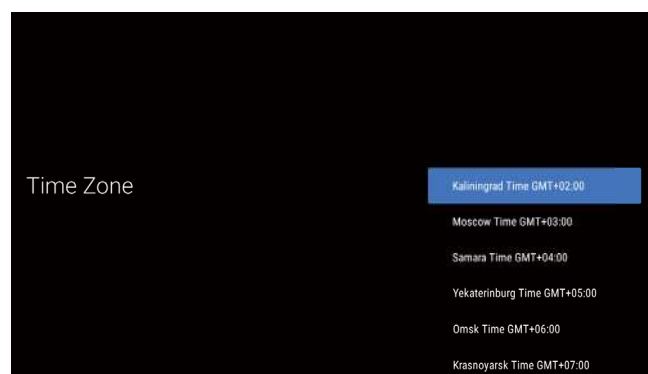 Time Zone
Kaliningrad Time GMT+02:00
Moscow Time GMT+03:00
Samara Time GMT+04:00
Yekaterinburg Time GMT+05:00
Omsk Time GMT+06:00
Krasnoyarsk Time GMT+07:00